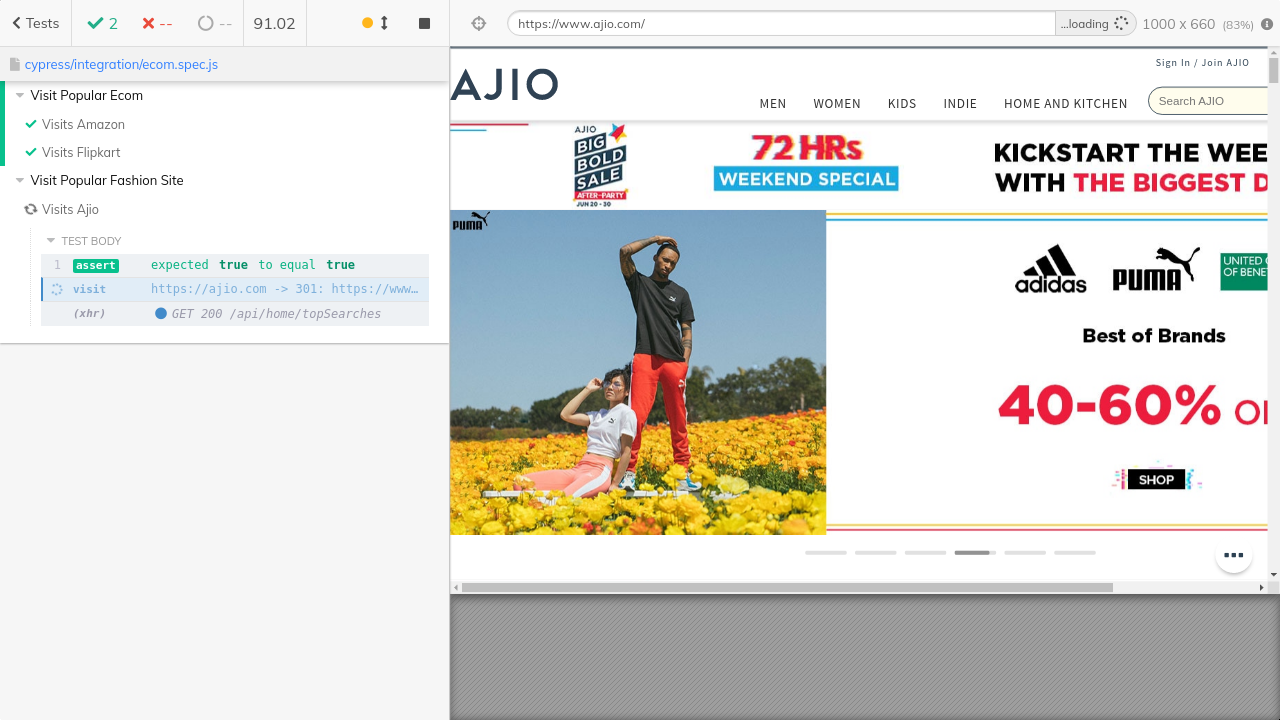 Tests
2
--
--
91.02
cypress/integration/ecom.spec.js
Visit Popular Ecom
Visits Amazon
Visits Flipkart
Visit Popular Fashion Site
Visits Ajio
TEST BODY
1 assert expected true to equal true
visit https://ajio.com -> 301: https://www…
(xhr) GET 200 /api/home/topSearches
https://www.ajio.com/
...loading
1000 x 660 (83%)
Sign In / Join AJIO
AJIO
MEN WOMEN KIDS INDIE HOME AND KITCHEN
Search AJIO
AJIO
BIG
BOLD
SALE
AFTER-PARTY
JUN 20 - 30
72 HRs
WEEKEND SPECIAL
KICKSTART THE WEE
WITH THE BIGGEST D
PUMA
adidas
PUMA
UNITED C
OF BENE
Best of Brands
40-60% OF
SHOP